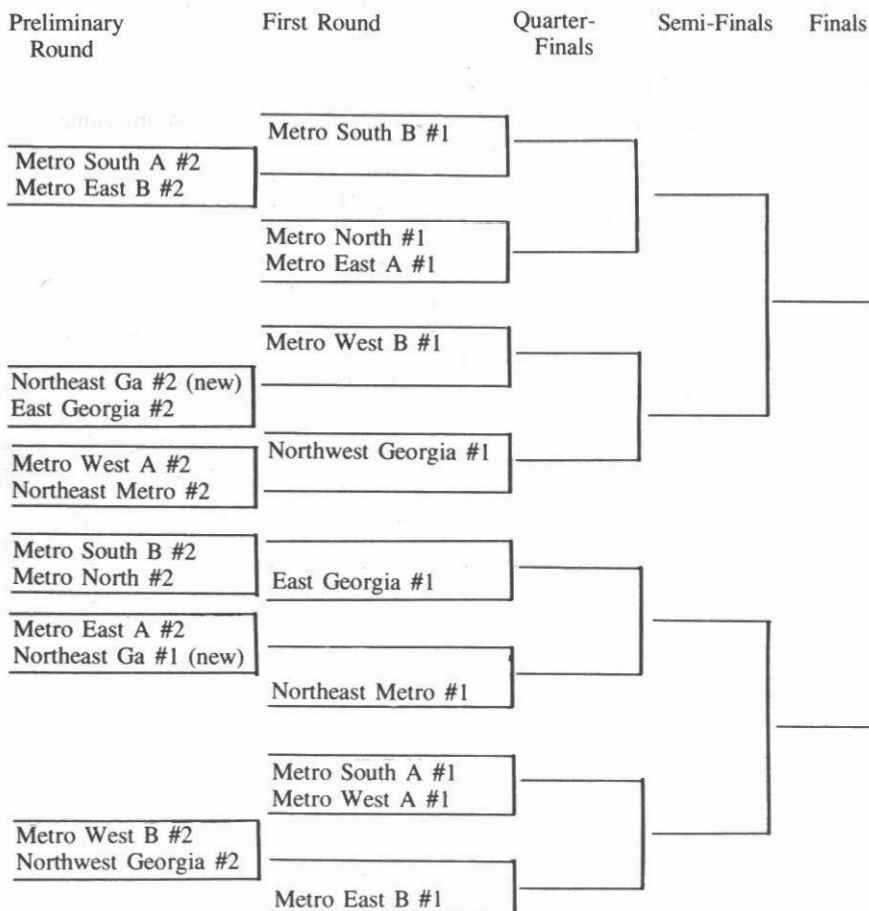 Preliminary
Round
First Round
Quarter-
Finals
Semi-Finals
Finals
Metro South A #2
Metro East B #2
Northeast Ga #2 (new)
East Georgia #2
Metro West A #2
Northeast Metro #2
Metro South B #2
Metro North #2
Metro East A #2
Northeast Ga #1 (new)
Metro West B #2
Northwest Georgia #2
Metro South B #1
Metro North #1
Metro East A #1
Metro West B #1
Northwest Georgia #1
East Georgia #1
Northeast Metro #1
Metro South A #1
Metro West A #1
Metro East B #1